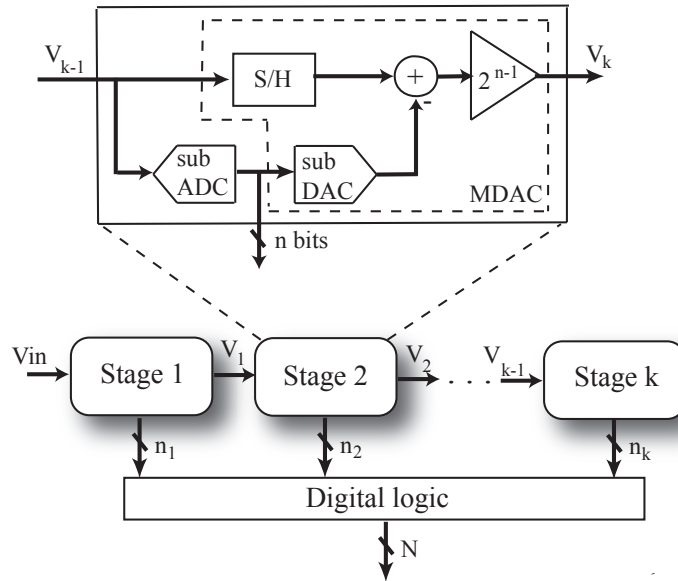 V_{k-1}
S/H
+
-
2^{n-1}
V_k
sub
ADC
sub
DAC
MDAC
n bits
Vin
Stage 1
V_1
Stage 2
V_2
. . .
V_{k-1}
Stage k
n_1
n_2
n_k
Digital logic
N